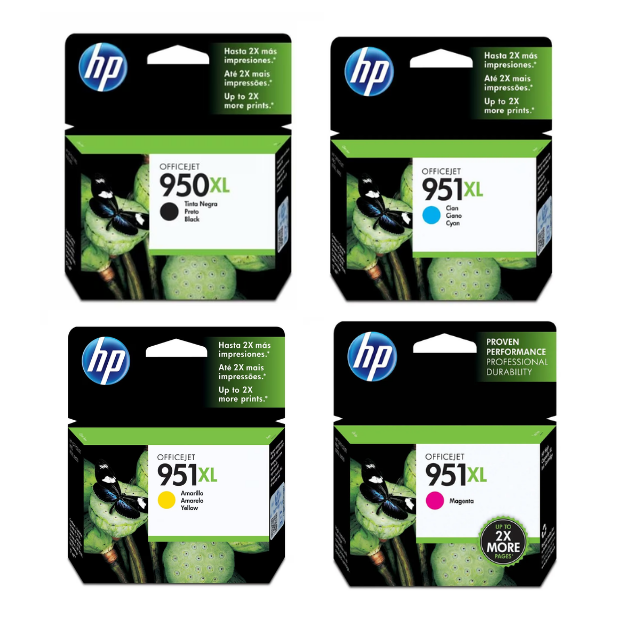 hp
Hasta 2X más
impresiones.*
Até 2X mais
impressões.*
Up to 2X
more prints.*
OFFICEJET
950XL
Tinta Negra
Preto
Black
hp
Hasta 2X más
impresiones.*
Até 2X mais
impressões.*
Up to 2X
more prints.*
OFFICEJET
951XL
Cian
Ciano
Cyan
hp
Hasta 2X más
impresiones.*
Até 2X mais
impressões.*
Up to 2X
more prints.*
OFFICEJET
951XL
Amarillo
Amarelo
Yellow
hp
PROVEN
PERFORMANCE
PROFESSIONAL
DURABILITY
OFFICEJET
951XL
Magenta
UP TO
2X
MORE
PAGES*